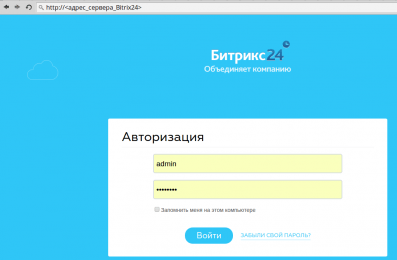 http://<адрес_сервера_Bitrix24>
Битрикс24
Объединяет компанию
Авторизация
admin
••••••••
Запомнить меня на этом компьютере
Войти
ЗАБЫЛИ СВОЙ ПАРОЛЬ?